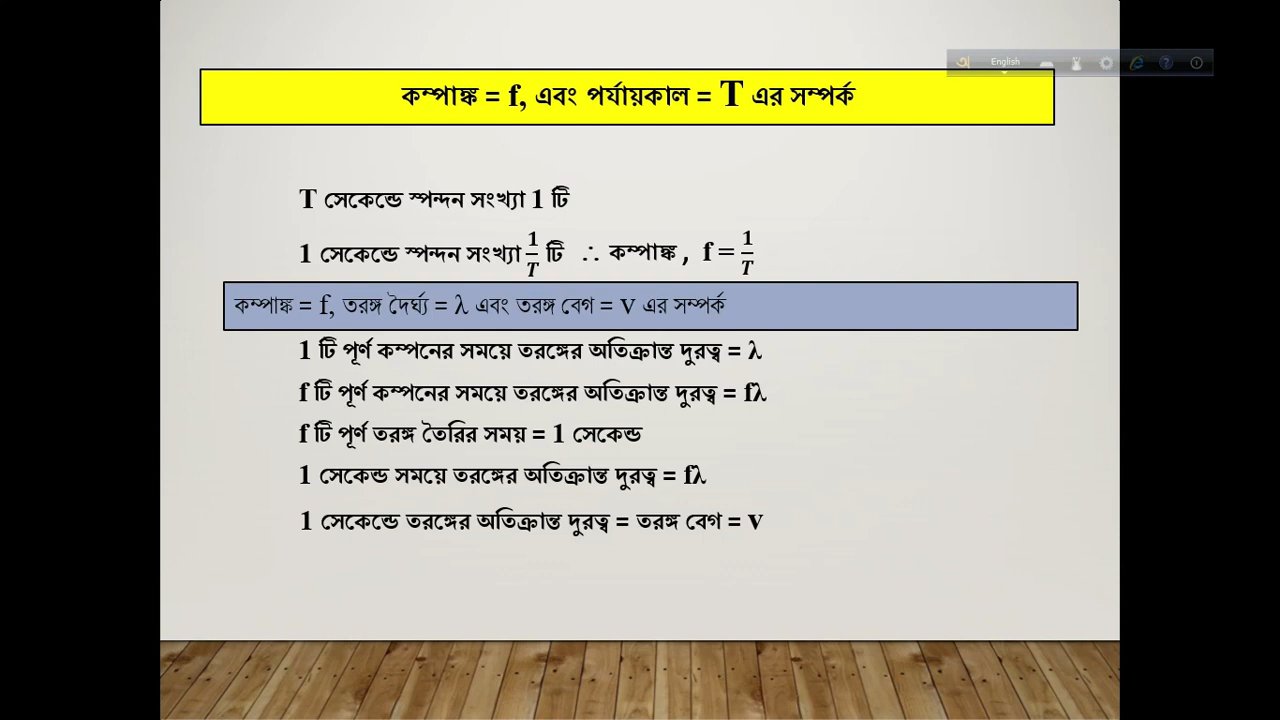 English
কম্পাঙ্ক = f, এবং পর্যায়কাল = T এর সম্পর্ক
T সেকেন্ডে স্পন্দন সংখ্যা 1 টি
1 সেকেন্ডে স্পন্দন সংখ্যা 1/T টি ∴ কম্পাঙ্ক , f = 1/T
কম্পাঙ্ক = f, তরঙ্গ দৈর্ঘ্য = λ এবং তরঙ্গ বেগ = v এর সম্পর্ক
1 টি পূর্ণ কম্পনের সময়ে তরঙ্গের অতিক্রান্ত দুরত্ব = λ
f টি পূর্ণ কম্পনের সময়ে তরঙ্গের অতিক্রান্ত দুরত্ব = fλ
f টি পূর্ণ তরঙ্গ তৈরির সময় = 1 সেকেন্ড
1 সেকেন্ড সময়ে তরঙ্গের অতিক্রান্ত দুরত্ব = fλ
1 সেকেন্ডে তরঙ্গের অতিক্রান্ত দুরত্ব = তরঙ্গ বেগ = v